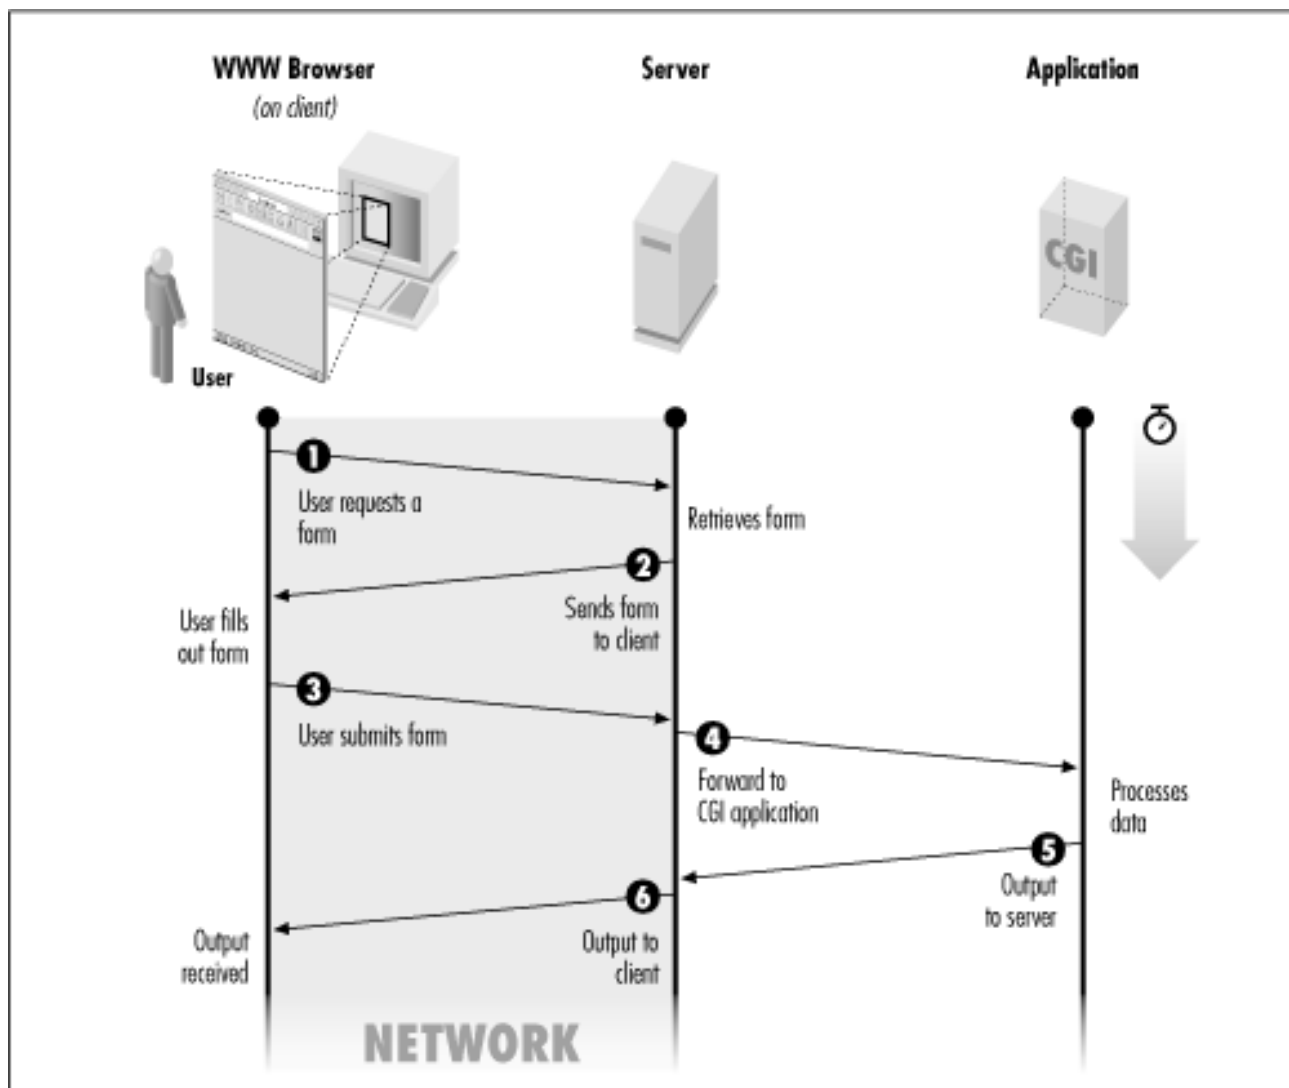 WWW Browser
(on client)
Server
Application
CGI
User
1
User requests a
form
Retrieves form
2
Sends form
to client
User fills
out form
3
User submits form
4
Forward to
CGI application
Processes
data
5
Output
to server
6
Output to
client
Output
received
NETWORK